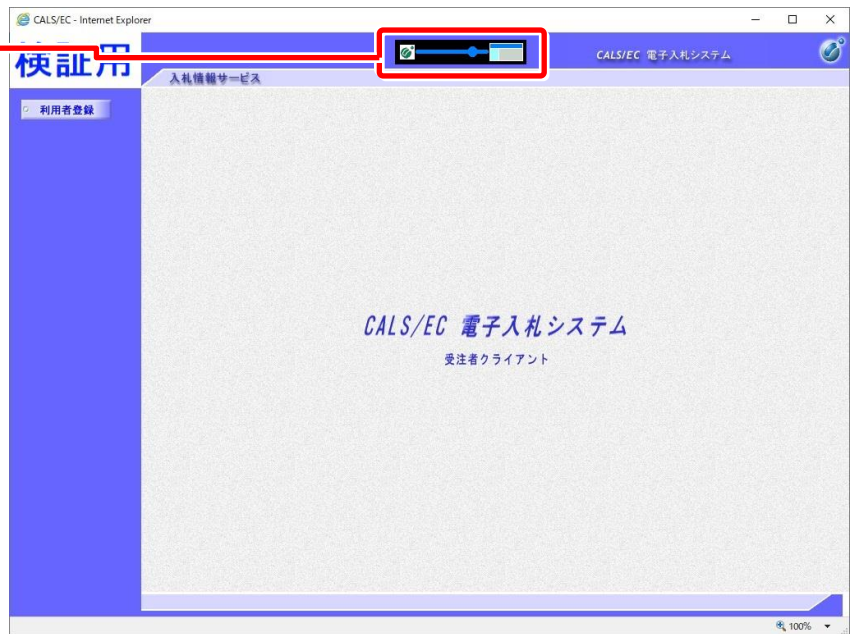 CALS/EC - Internet Explorer
検証用
CALS/EC 電子入札システム
入札情報サービス
利用者登録
CALS/EC 電子入札システム
受注者クライアント
100%